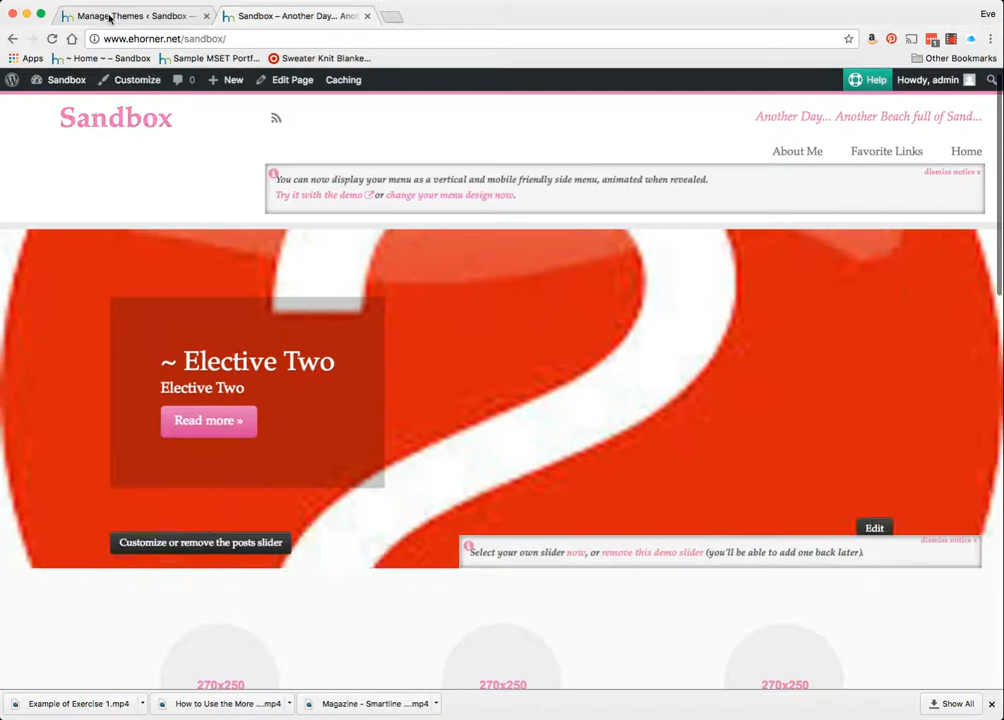 Manage Themes ‹ Sandbox —
Sandbox – Another Day... Ano
Eve
www.ehorner.net/sandbox/
Apps
~ Home ~ – Sandbox
Sample MSET Portf...
Sweater Knit Blanke...
Other Bookmarks
Sandbox
Customize
0
New
Edit Page
Caching
Help
Howdy, admin
Sandbox
Another Day... Another Beach full of Sand...
About Me
Favorite Links
Home
You can now display your menu as a vertical and mobile friendly side menu, animated when revealed.
dismiss notice x
Try it with the demo or change your menu design now.
~ Elective Two
Elective Two
Read more »
Customize or remove the posts slider
Edit
Select your own slider now, or remove this demo slider (you'll be able to add one back later).
dismiss notice x
270x250
270x250
270x250
Example of Exercise 1.mp4
How to Use the More ....mp4
Magazine - Smartline ....mp4
Show All